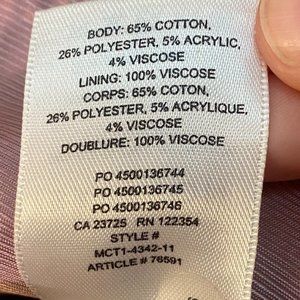 BODY: 65% COTTON,
26% POLYESTER, 5% ACRYLIC,
4% VISCOSE
LINING: 100% VISCOSE
CORPS: 65% COTON,
26% POLYESTER, 5% ACRYLIQUE,
4% VISCOSE
DOUBLURE: 100% VISCOSE
PO 4500136744
PO 4500136745
PO 4500136746
CA 23725 RN 122354
STYLE #
MCT1-4342-11
ARTICLE # 76591